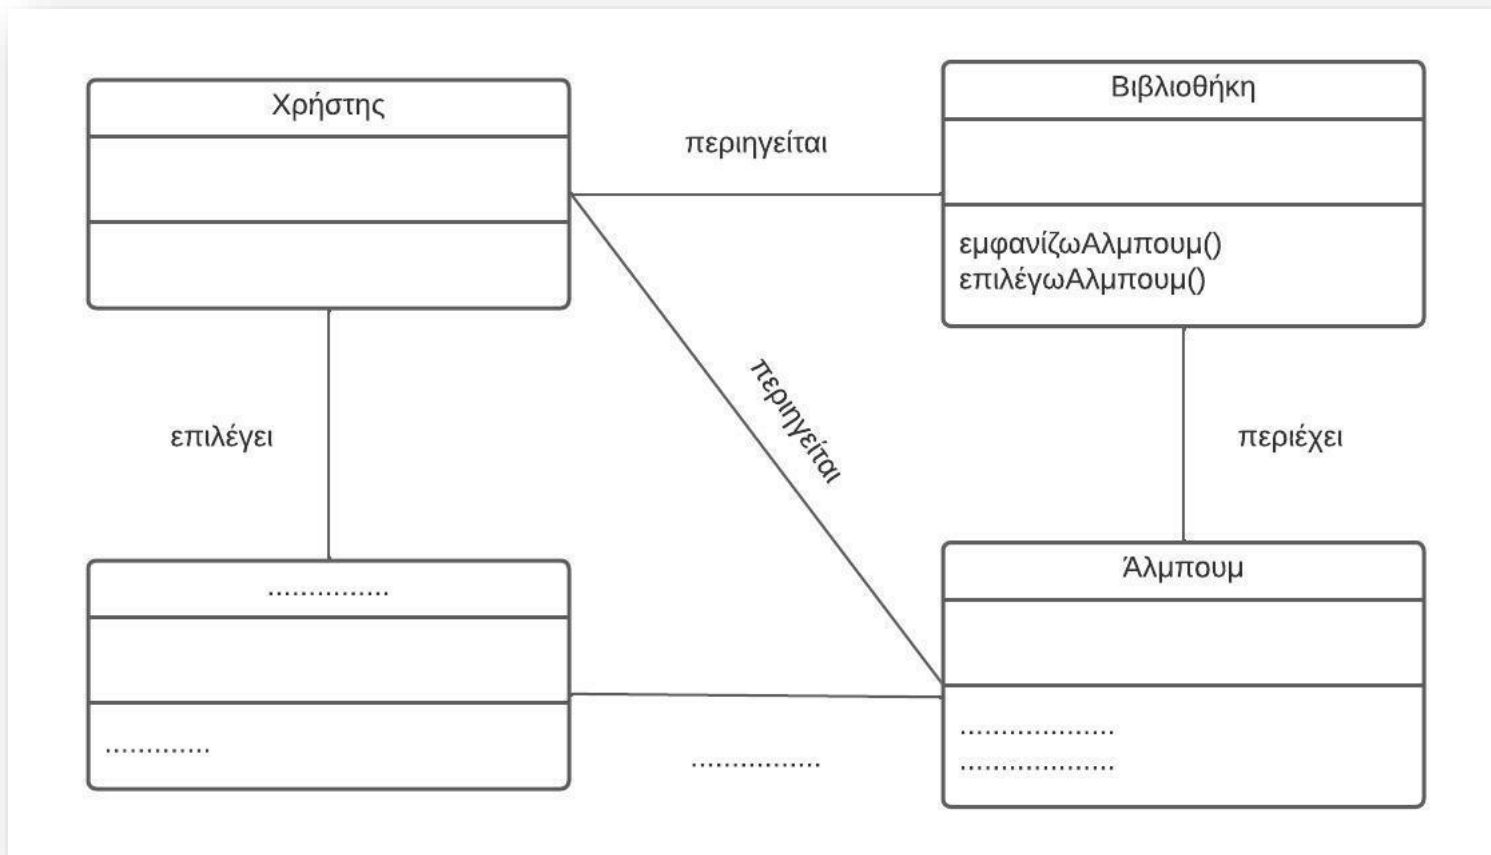 Χρήστης
Βιβλιοθήκη
περιηγείται
εμφανίζωΑλμπουμ()
επιλέγωΑλμπουμ()
περιηγείται
επιλέγει
περιέχει
Άλμπουμ
...............
.............
................
...................
...................